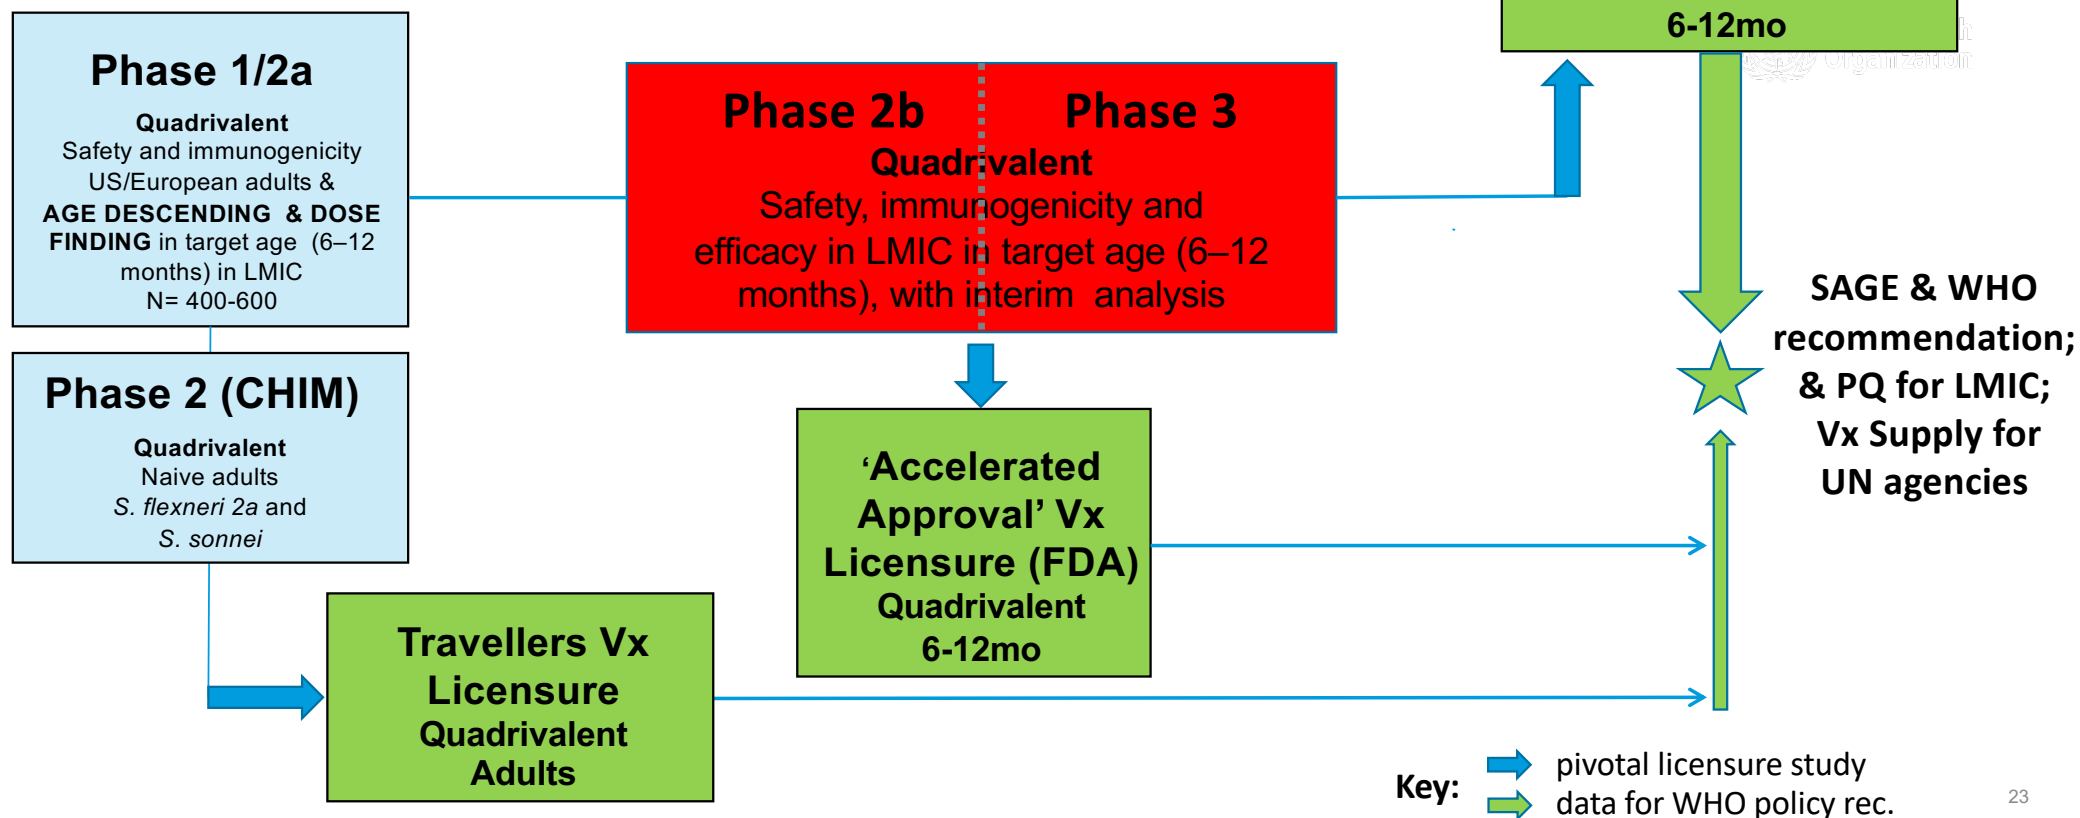 6-12mo
Organization
Phase 1/2a
Quadrivalent
Safety and immunogenicity
US/European adults &
AGE DESCENDING & DOSE
FINDING in target age (6–12
months) in LMIC
N= 400-600
Phase 2b Phase 3
Quadrivalent
Safety, immunogenicity and
efficacy in LMIC in target age (6–12
months), with interim analysis
Phase 2 (CHIM)
Quadrivalent
Naive adults
S. flexneri 2a and
S. sonnei
‘Accelerated
Approval’ Vx
Licensure (FDA)
Quadrivalent
6-12mo
Travellers Vx
Licensure
Quadrivalent
Adults
SAGE & WHO
recommendation;
& PQ for LMIC;
Vx Supply for
UN agencies
Key:
pivotal licensure study
data for WHO policy rec.
23